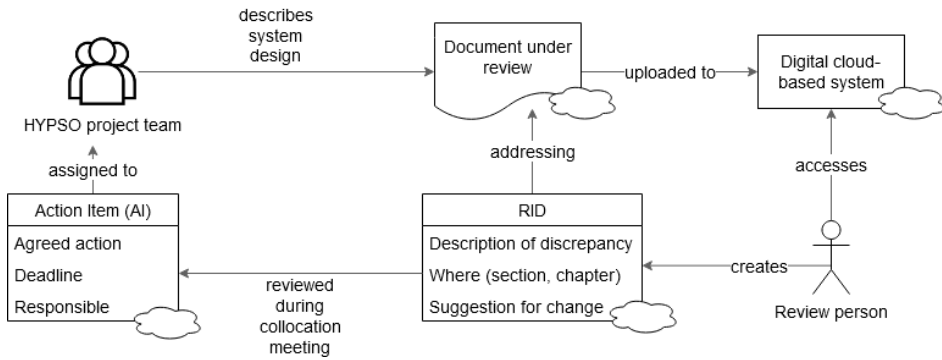 describes
system
design
Document under
review
uploaded to
Digital cloud-
based system
HYPSO project team
addressing
accesses
assigned to
Action Item (AI)
Agreed action
Deadline
Responsible
reviewed
during
collocation
meeting
RID
Description of discrepancy
Where (section, chapter)
Suggestion for change
creates
Review person